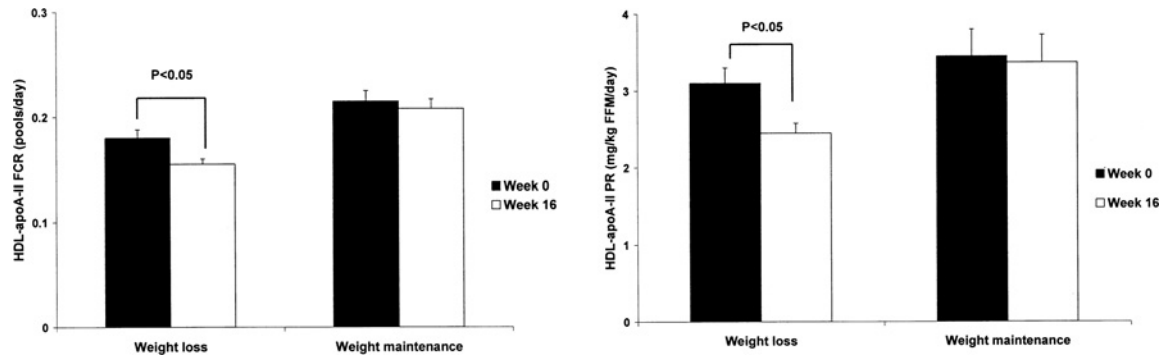 HDL-apoA-II FCR (pools/day)
0.3
0.2
0.1
0
P<0.05
Week 0
Week 16
Weight loss
Weight maintenance
HDL-apoA-II PR (mg/kg FFM/day)
4
3
2
1
0
P<0.05
Week 0
Week 16
Weight loss
Weight maintenance